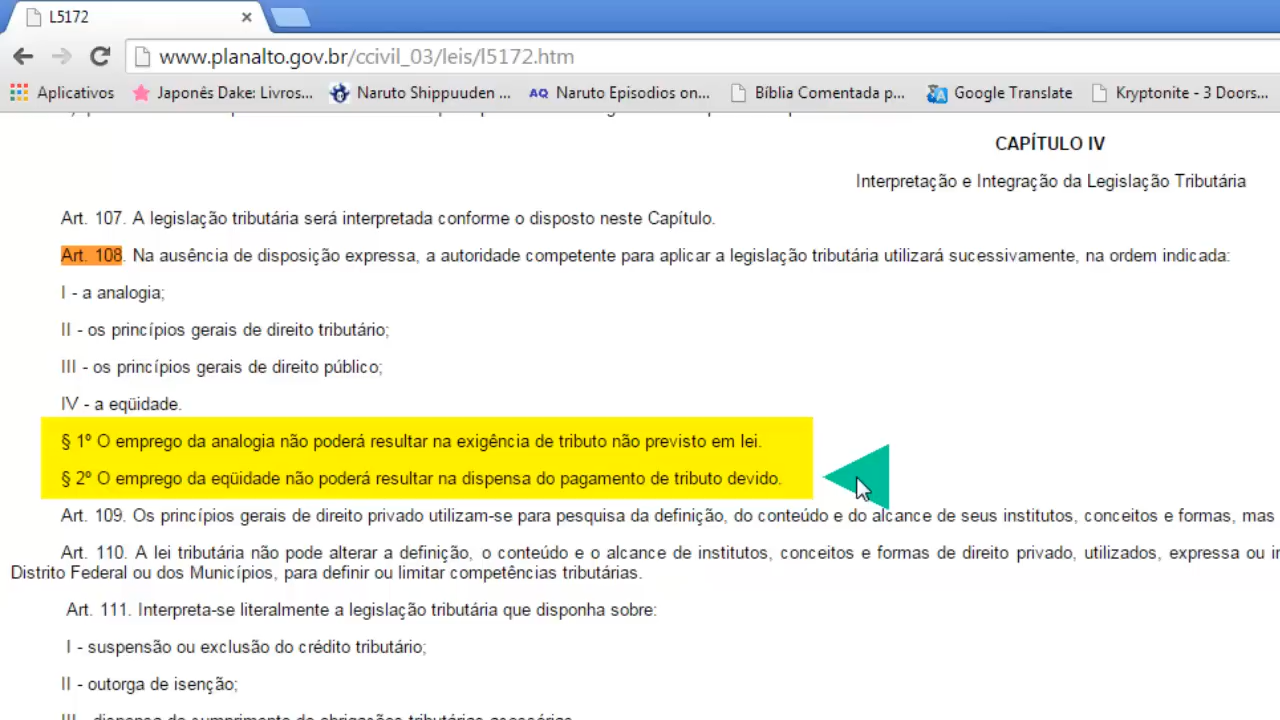 L5172
www.planalto.gov.br/ccivil_03/leis/l5172.htm
Aplicativos Japonês Dake: Livros... Naruto Shippuuden ... AQ Naruto Episodios on... Bíblia Comentada p... Google Translate Kryptonite - 3 Doors...
CAPÍTULO IV
Interpretação e Integração da Legislação Tributária
Art. 107. A legislação tributária será interpretada conforme o disposto neste Capítulo.
Art. 108. Na ausência de disposição expressa, a autoridade competente para aplicar a legislação tributária utilizará sucessivamente, na ordem indicada:
I - a analogia;
II - os princípios gerais de direito tributário;
III - os princípios gerais de direito público;
IV - a eqüidade.
§ 1º O emprego da analogia não poderá resultar na exigência de tributo não previsto em lei.
§ 2º O emprego da eqüidade não poderá resultar na dispensa do pagamento de tributo devido.
Art. 109. Os princípios gerais de direito privado utilizam-se para pesquisa da definição, do conteúdo e do alcance de seus institutos, conceitos e formas, mas
Art. 110. A lei tributária não pode alterar a definição, o conteúdo e o alcance de institutos, conceitos e formas de direito privado, utilizados, expressa ou
Distrito Federal ou dos Municípios, para definir ou limitar competências tributárias.
Art. 111. Interpreta-se literalmente a legislação tributária que disponha sobre:
I - suspensão ou exclusão do crédito tributário;
II - outorga de isenção;
III - dispensa do cumprimento de obrigações tributárias acessórias.